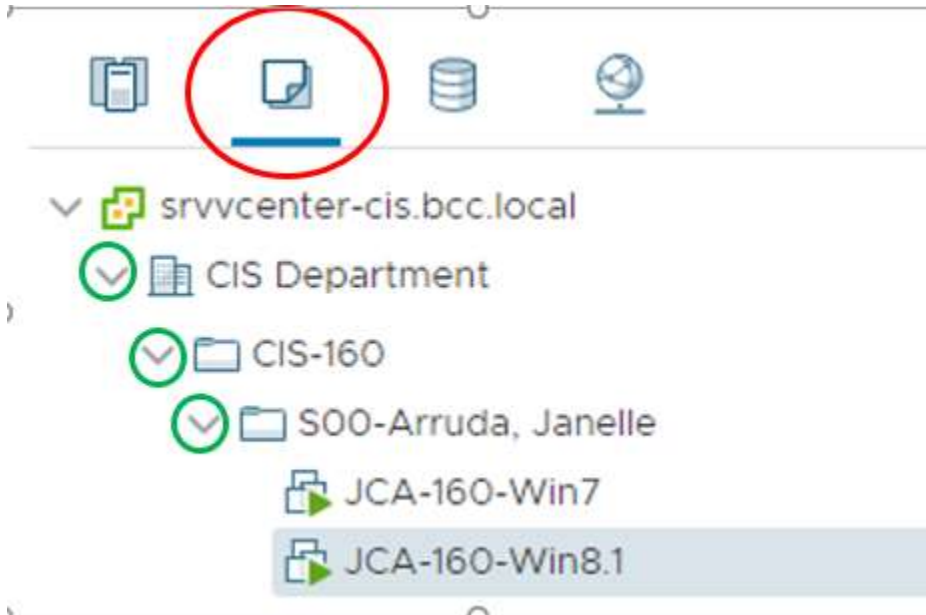 srvvcenter-cis.bcc.local
CIS Department
CIS-160
S00-Arruda, Janelle
JCA-160-Win7
JCA-160-Win8.1